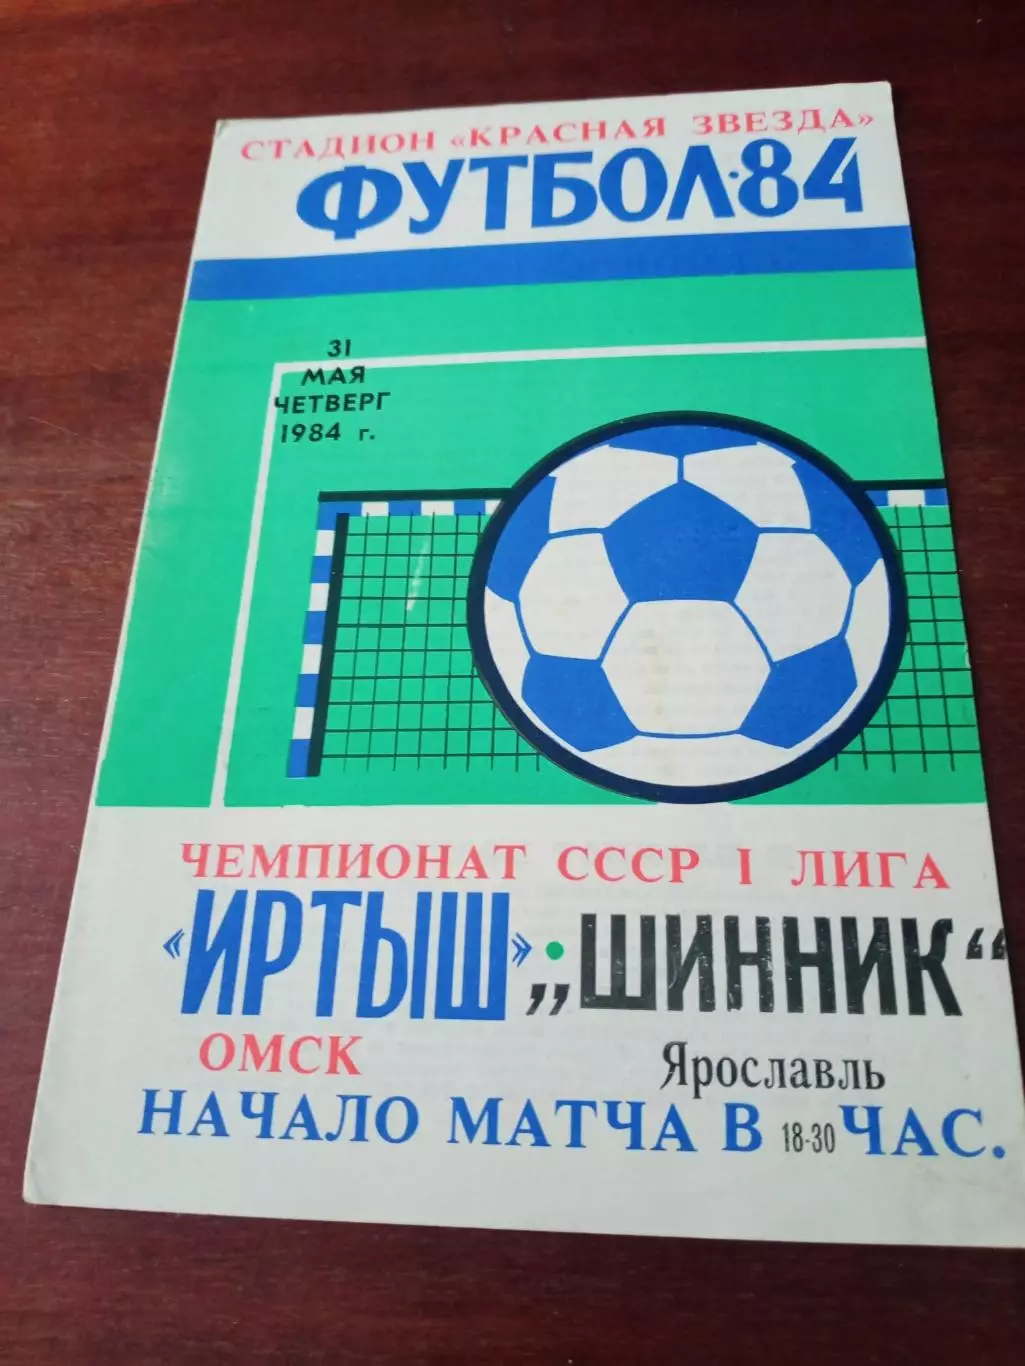 СТАДИОН «КРАСНАЯ ЗВЕЗДА»
ФУТБОЛ·84
31
МАЯ
ЧЕТВЕРГ
1984 г.
ЧЕМПИОНАТ СССР I ЛИГА
«ИРТЫШ» • „ШИННИК“
ОМСК Ярославль
НАЧАЛО МАТЧА В 18-30 ЧАС.